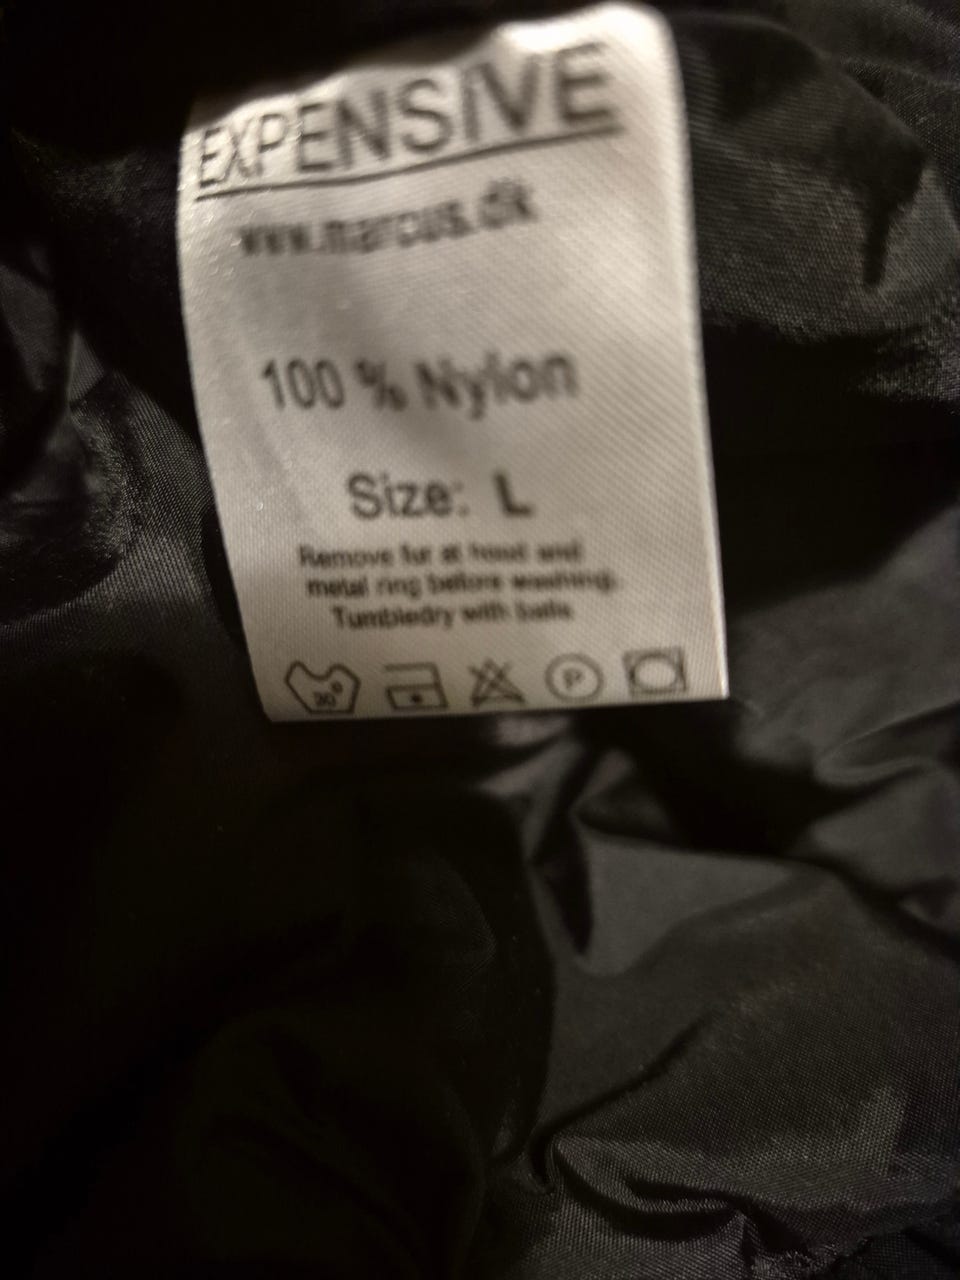 EXPENSIVE
www.marcus.dk
100 % Nylon
Size: L
Remove fur at hood and
metal ring before washing.
Tumbledry with balls
30°
P